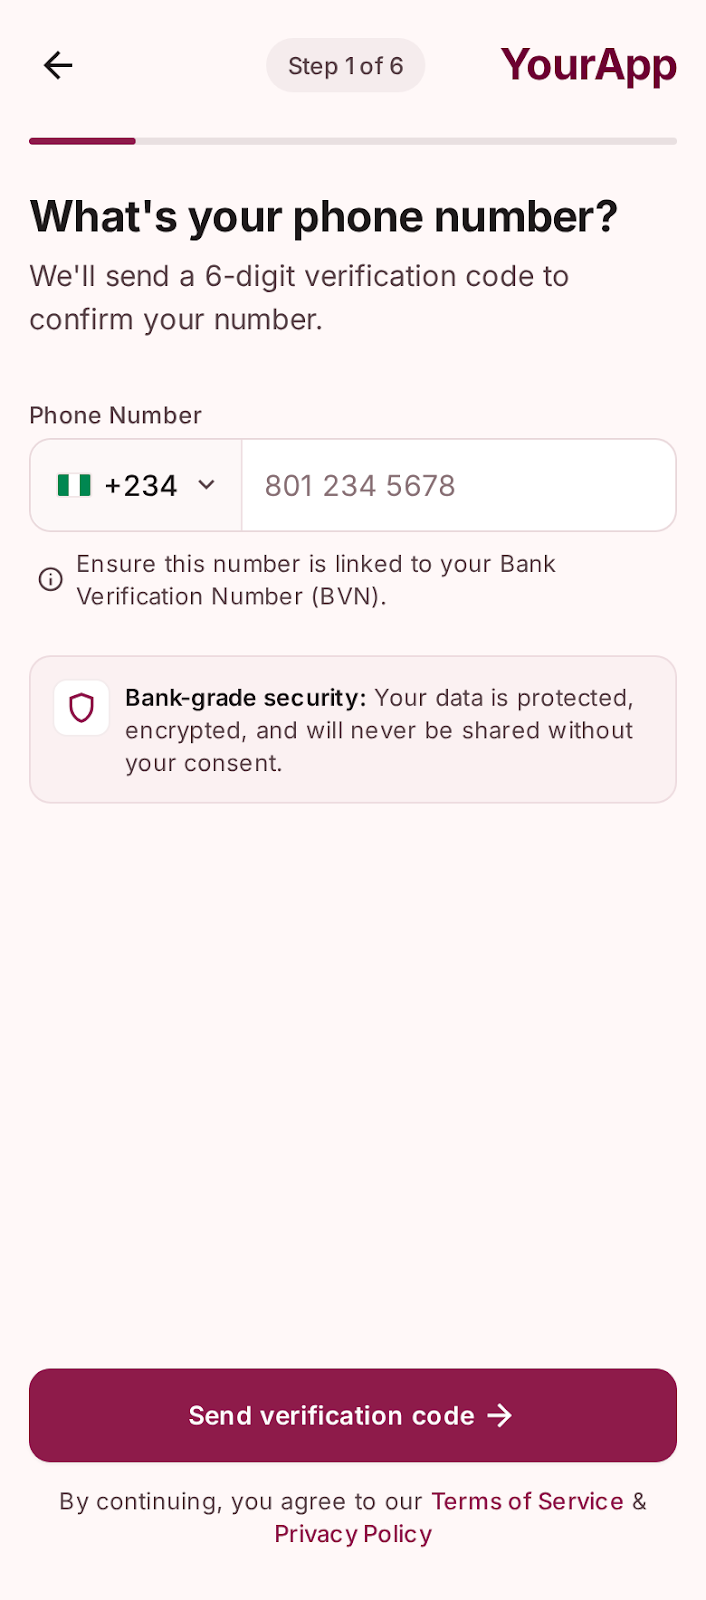 Step 1 of 6
YourApp
What's your phone number?
We'll send a 6-digit verification code to
confirm your number.
Phone Number
+234
801 234 5678
Ensure this number is linked to your Bank
Verification Number (BVN).
Bank-grade security: Your data is protected,
encrypted, and will never be shared without
your consent.
Send verification code →
By continuing, you agree to our Terms of Service &
Privacy Policy